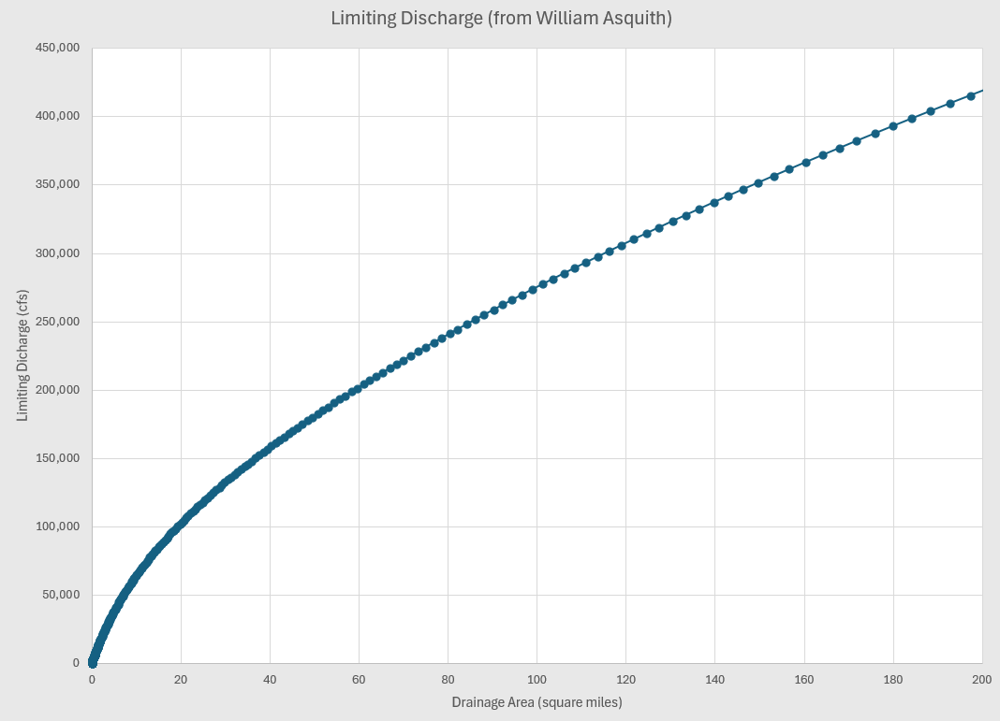 Limiting Discharge (from William Asquith)
450,000
400,000
350,000
300,000
250,000
200,000
150,000
100,000
50,000
0
Limiting Dicharge (cfs)
0 20 40 60 80 100 120 140 160 180 200
Drainage Area (square miles)